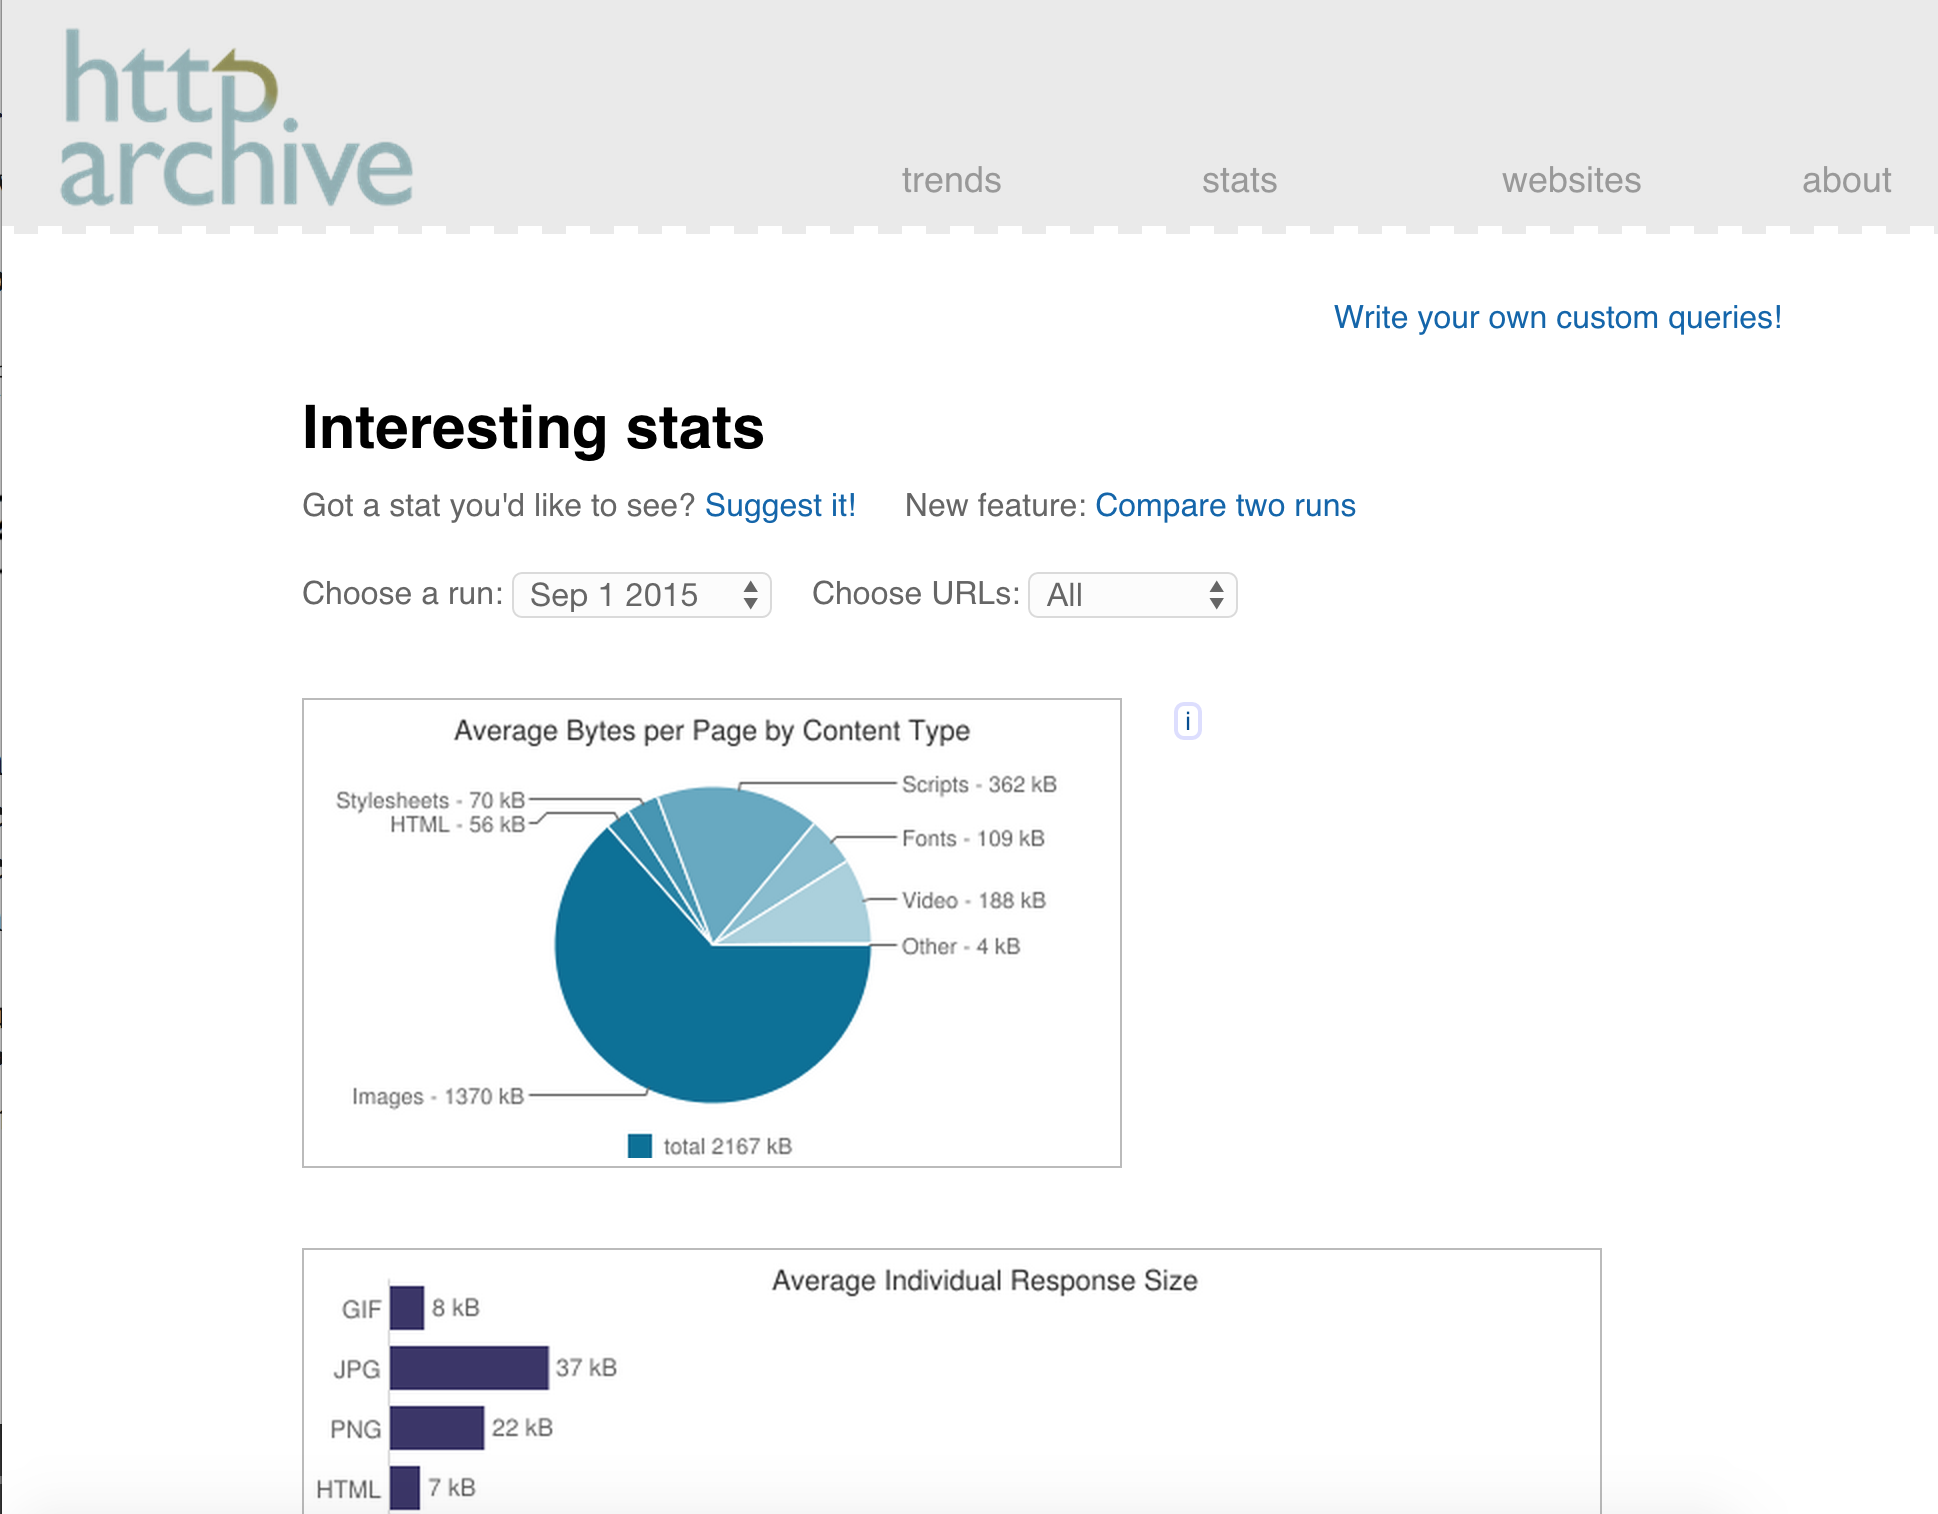 http
archive
trends stats websites about
Write your own custom queries!
Interesting stats
Got a stat you'd like to see? Suggest it! New feature: Compare two runs
Choose a run: Sep 1 2015 Choose URLs: All
Average Bytes per Page by Content Type
i
Scripts - 362 kB
Stylesheets - 70 kB
HTML - 56 kB
Fonts - 109 kB
Video - 188 kB
Other - 4 kB
Images - 1370 kB
total 2167 kB
Average Individual Response Size
GIF 8 kB
JPG 37 kB
PNG 22 kB
HTML 7 kB